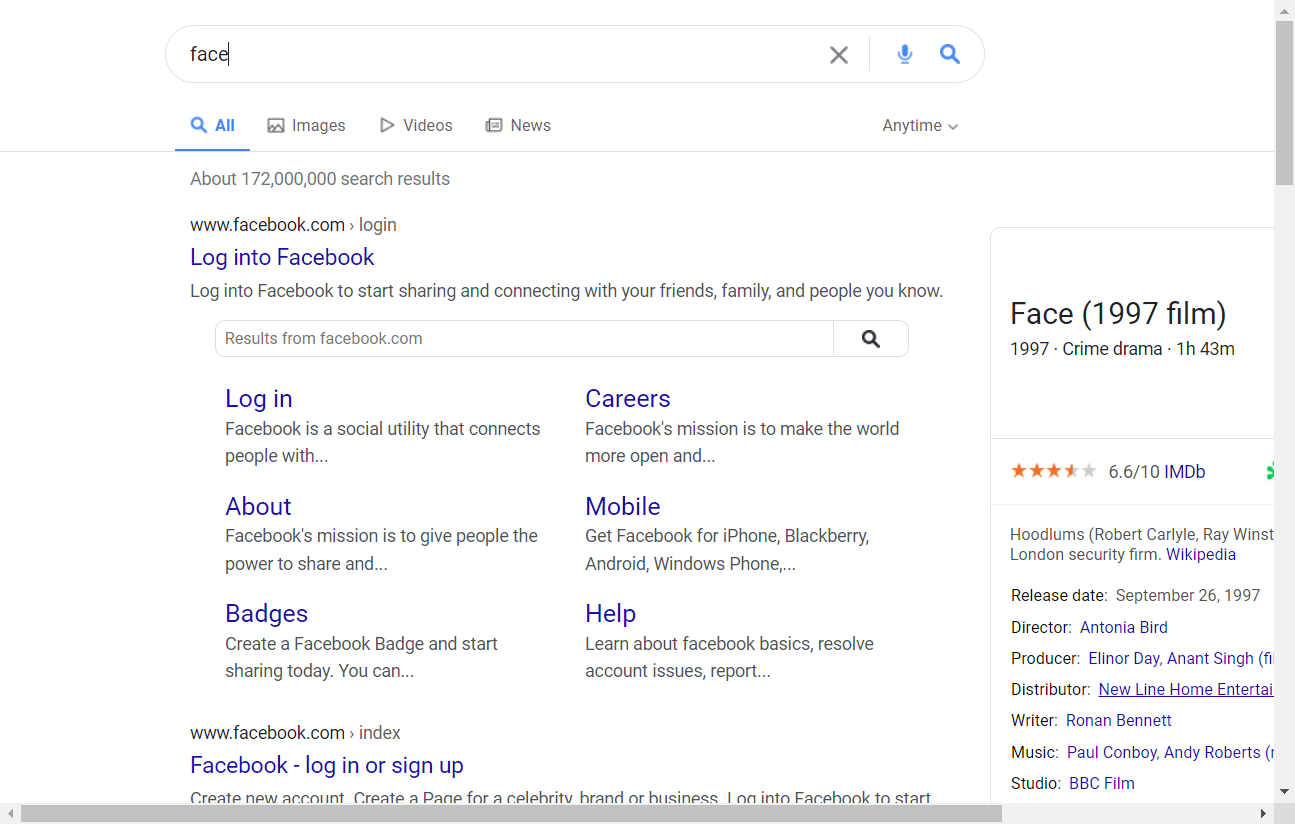 face
All Images Videos News Anytime
About 172,000,000 search results
www.facebook.com › login
Log into Facebook
Log into Facebook to start sharing and connecting with your friends, family, and people you know.
Results from facebook.com
Log in
Facebook is a social utility that connects
people with...
Careers
Facebook's mission is to make the world
more open and...
About
Facebook's mission is to give people the
power to share and...
Mobile
Get Facebook for iPhone, Blackberry,
Android, Windows Phone,...
Badges
Create a Facebook Badge and start
sharing today. You can...
Help
Learn about facebook basics, resolve
account issues, report...
www.facebook.com › index
Facebook - log in or sign up
Create new account. Create a Page for a celebrity, brand or business. Log into Facebook to start
Face (1997 film)
1997 · Crime drama · 1h 43m
6.6/10 IMDb
Hoodlums (Robert Carlyle, Ray Winst
London security firm. Wikipedia
Release date: September 26, 1997
Director: Antonia Bird
Producer: Elinor Day, Anant Singh (fil
Distributor: New Line Home Entertai
Writer: Ronan Bennett
Music: Paul Conboy, Andy Roberts (
Studio: BBC Film